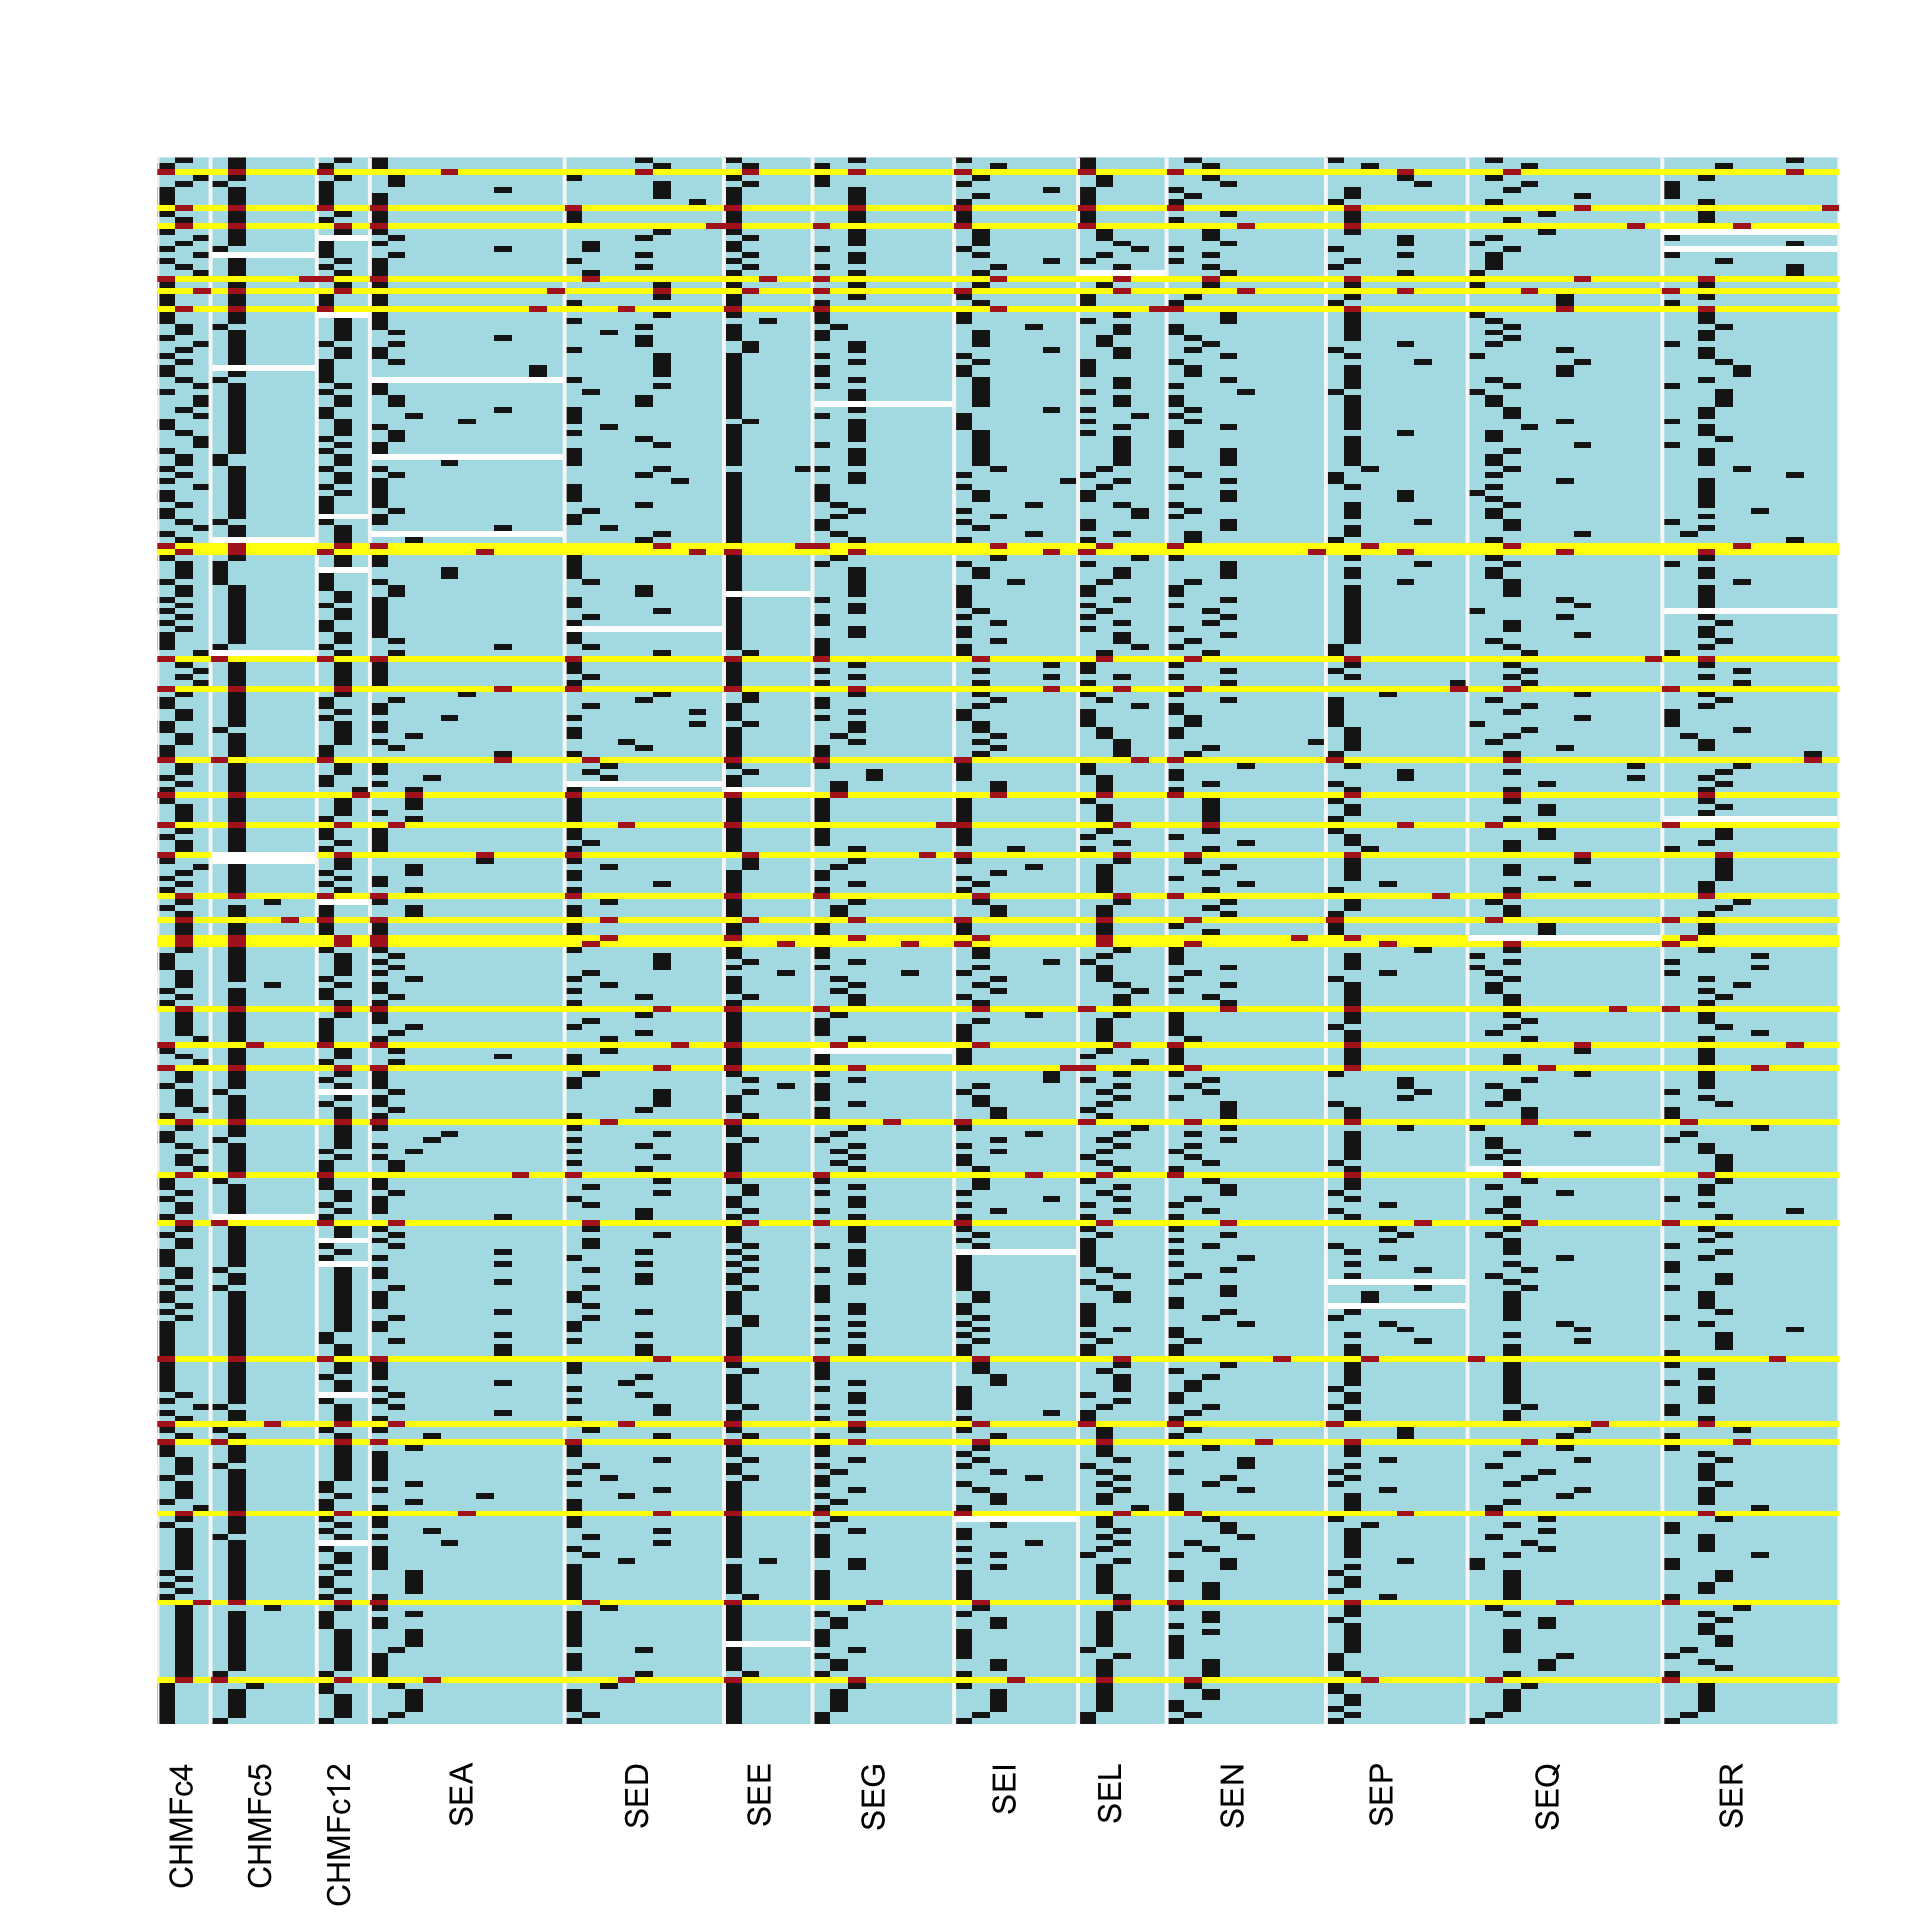 CHMFc4
CHMFc5
CHMFc12
SEA
SED
SEE
SEG
SEI
SEL
SEN
SEP
SEQ
SER